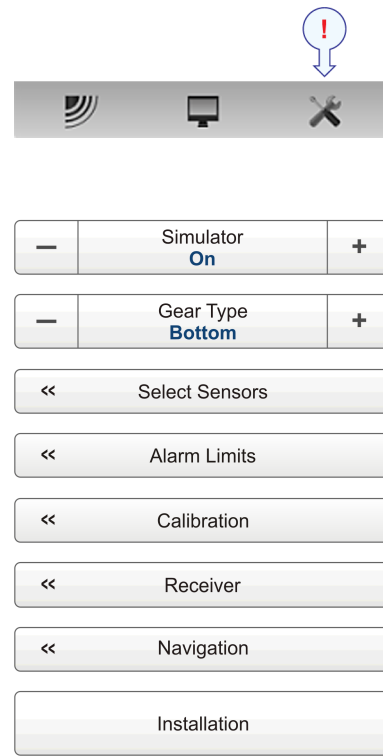 !
– Simulator +
On
– Gear Type +
Bottom
‹‹ Select Sensors
‹‹ Alarm Limits
‹‹ Calibration
‹‹ Receiver
‹‹ Navigation
Installation